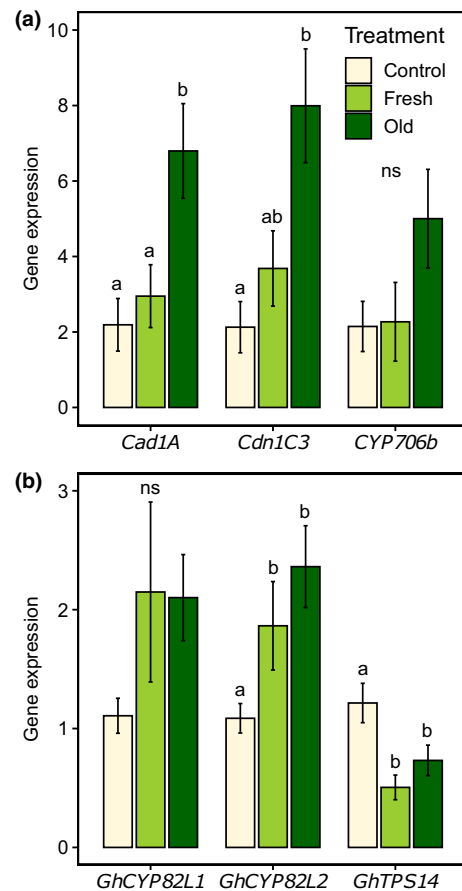 (a)
Treatment
Control
Fresh
Old
Gene expression
10
8
6
4
2
0
a
a
b
a
ab
b
ns
Cad1A
Cdn1C3
CYP706b
(b)
Gene expression
3
2
1
0
ns
a
b
b
a
b
b
GhCYP82L1
GhCYP82L2
GhTPS14